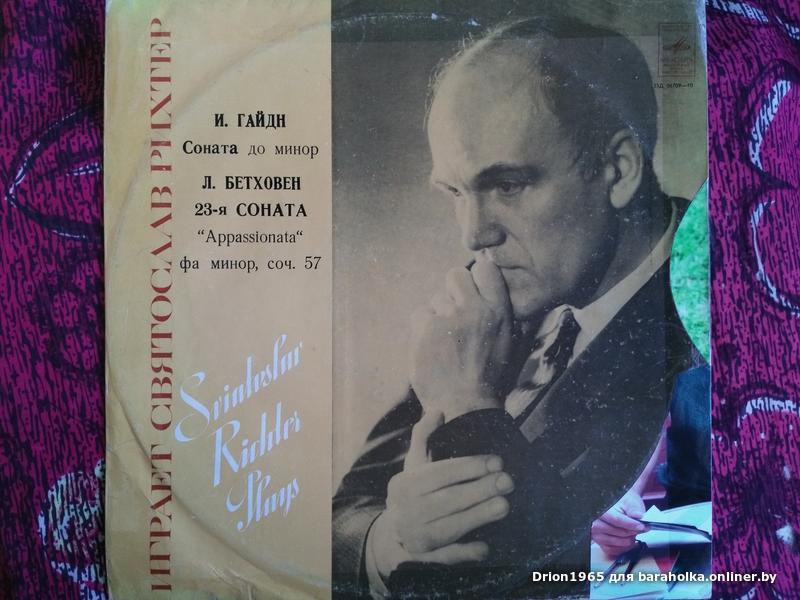 ИГРАЕТ СВЯТОСЛАВ РИХТЕР
И. ГАЙДН
Соната до минор
Л. БЕТХОВЕН
23-я СОНАТА
“Appassionata“
фа минор, соч. 57
Sviatoslav
Richter
Plays
Drion1965 для baraholka.onliner.by